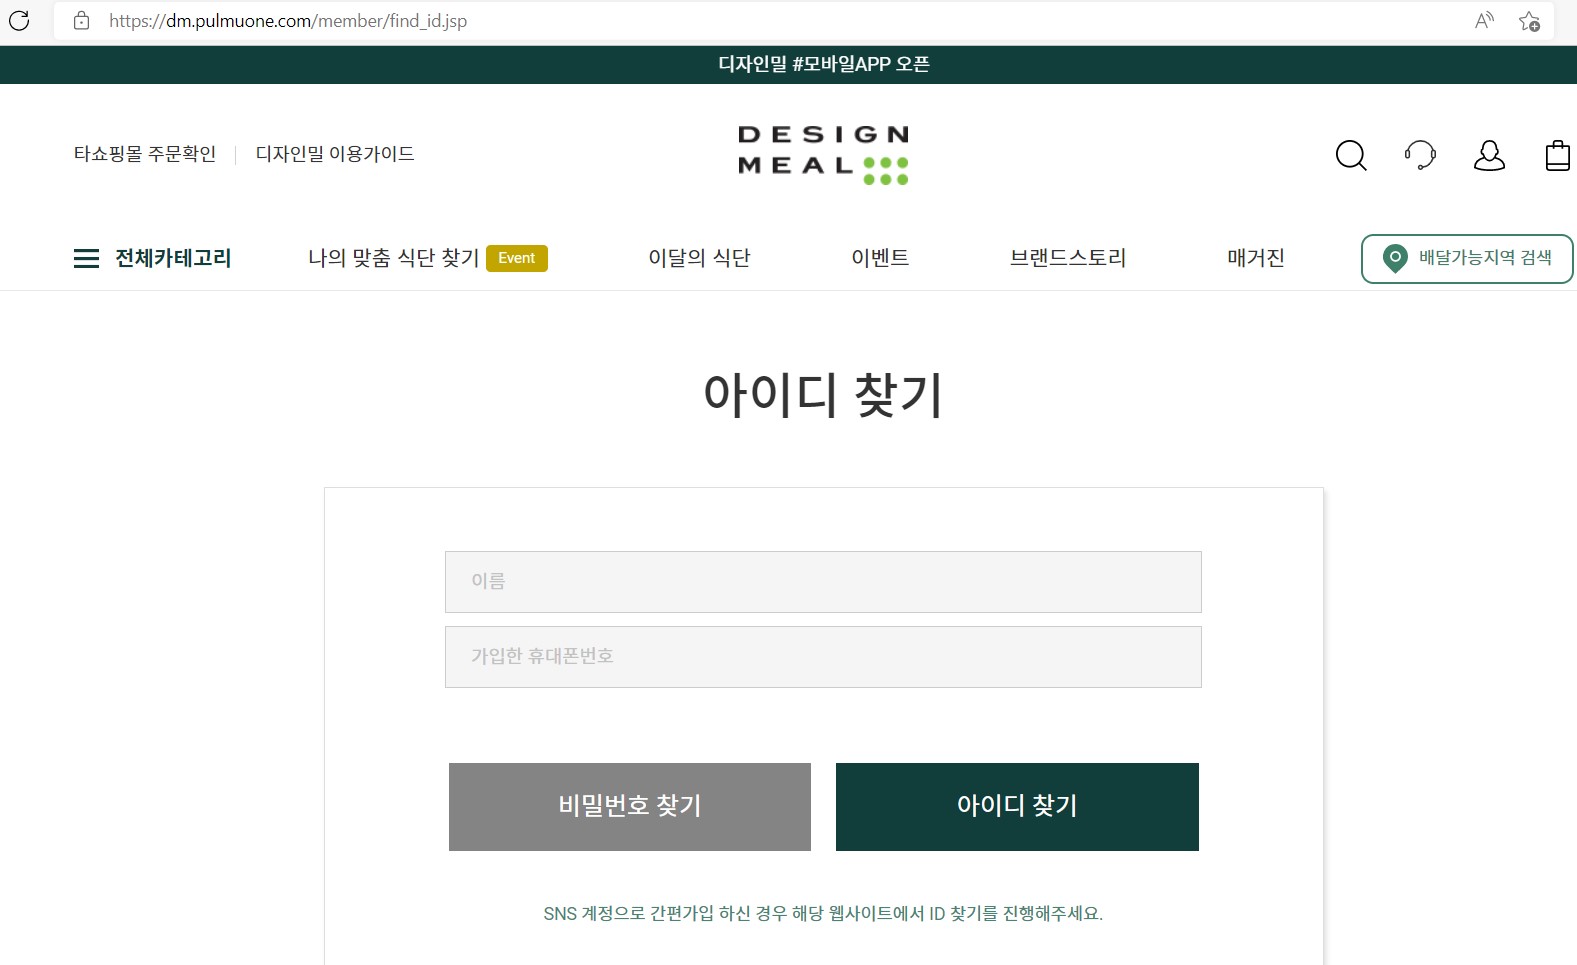 https://dm.pulmuone.com/member/find_id.jsp
디자인밀 #모바일APP 오픈
타쇼핑몰 주문확인
디자인밀 이용가이드
DESIGN
MEAL
전체카테고리
나의 맞춤 식단 찾기 Event
이달의 식단
이벤트
브랜드스토리
매거진
배달가능지역 검색
아이디 찾기
이름
가입한 휴대폰번호
비밀번호 찾기
아이디 찾기
SNS 계정으로 간편가입 하신 경우 해당 웹사이트에서 ID 찾기를 진행해주세요.